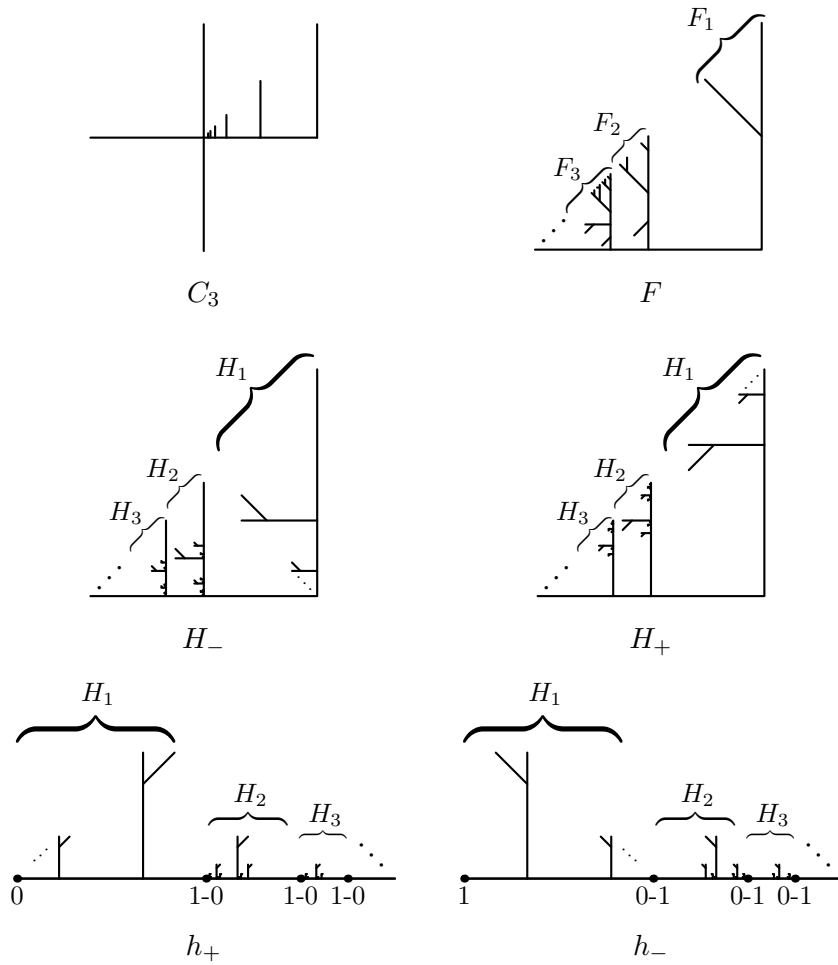 F₁
F₂
F₃
C₃ F
H₁ H₁
H₂ H₂
H₃ H₃
H₋ H₊
H₁ H₁
H₂ H₂
H₃ H₃
0 1-0 1-0 1-0 1 0-1 0-1 0-1
h₊ h₋